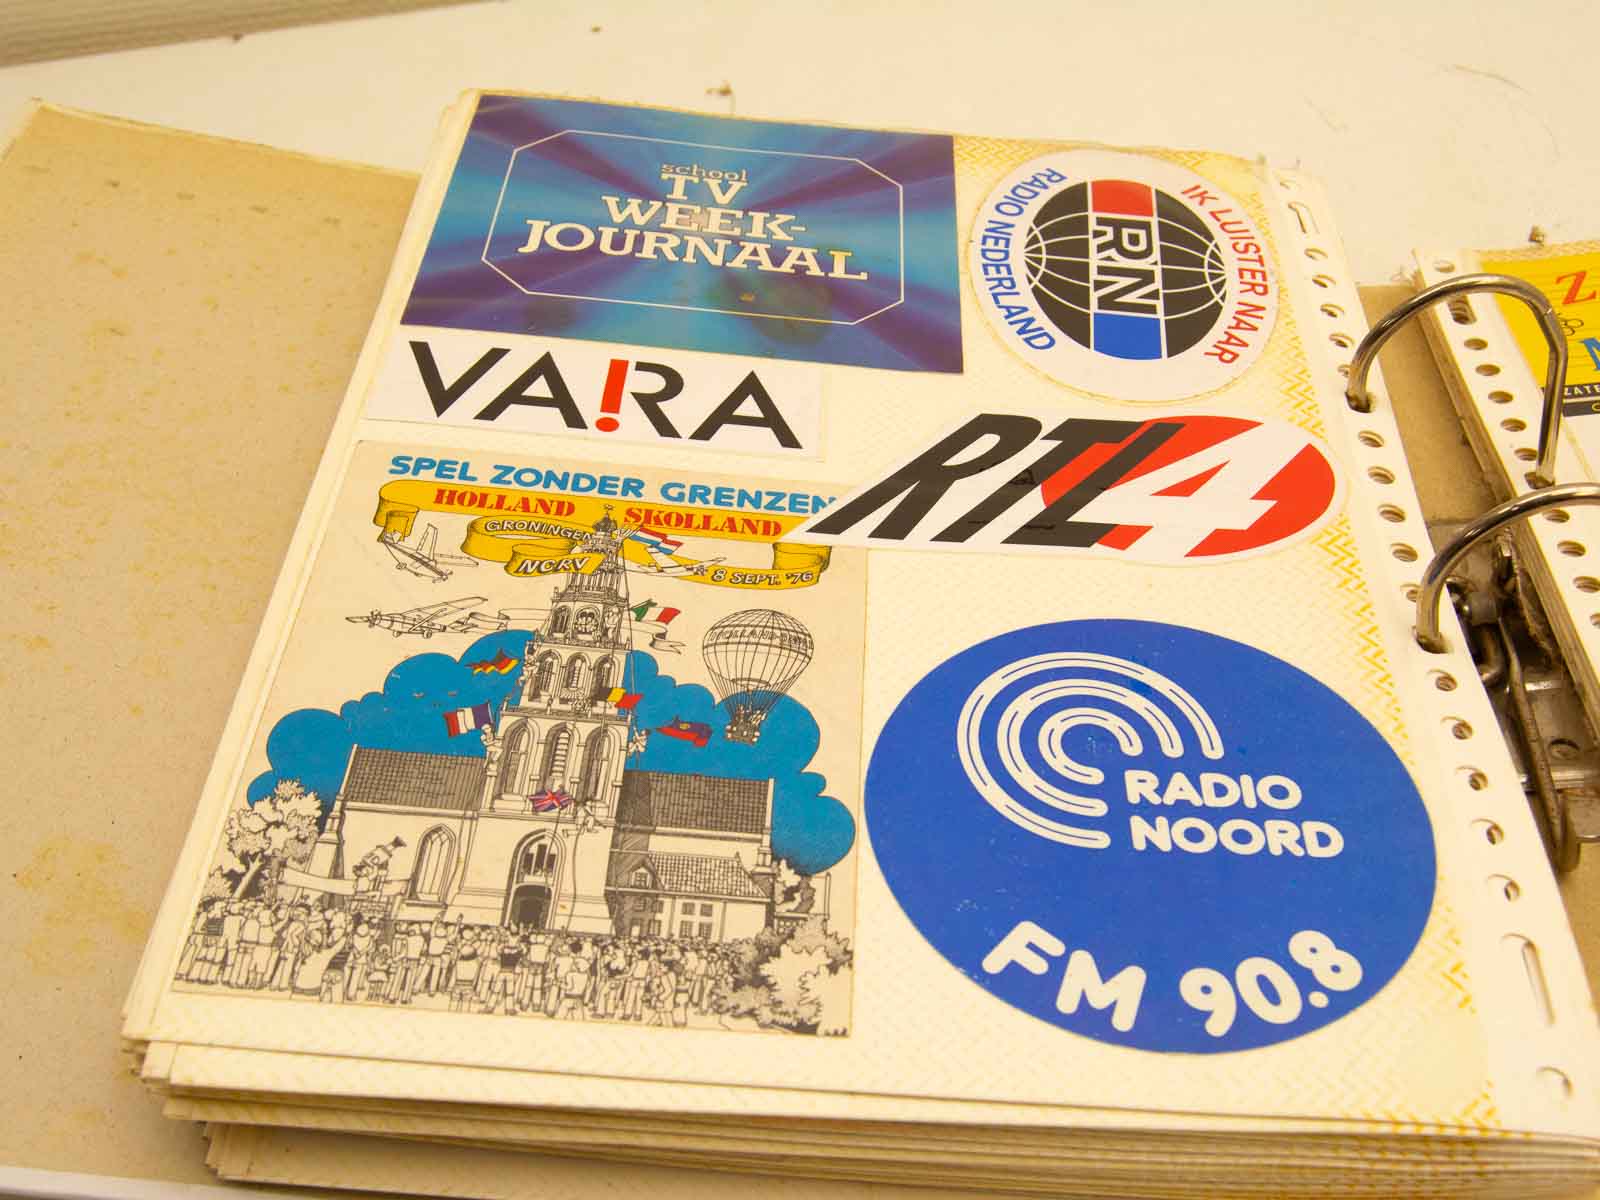 school
TV
WEEK-
JOURNAAL
IK LUISTER NAAR
RADIO NEDERLAND
RN
VA!RA
RTL4
SPEL ZONDER GRENZEN
HOLLAND SKOLLAND
GRONINGEN
NCRV
8 SEPT. '76
RADIO
NOORD
FM 90.8
Z